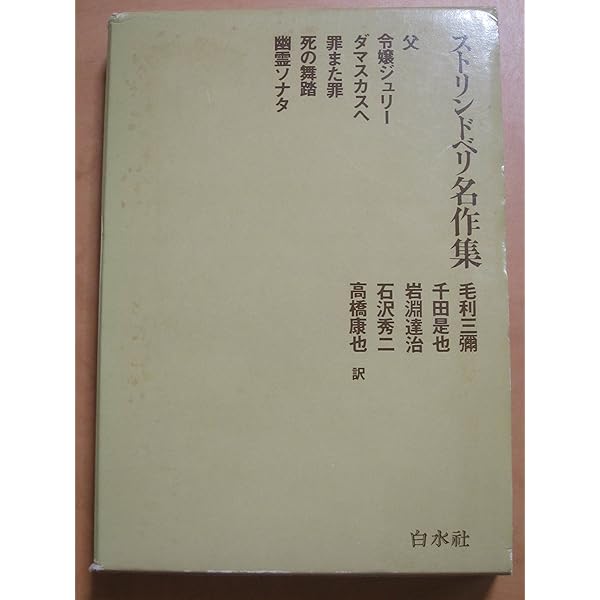 ストリンドベリ名作集
父
令嬢ジュリー
ダマスカスへ
罪また罪
死の舞踏
幽霊ソナタ
毛利三彌
千田是也
岩淵達治
石沢秀二
高橋康也 訳
白水社